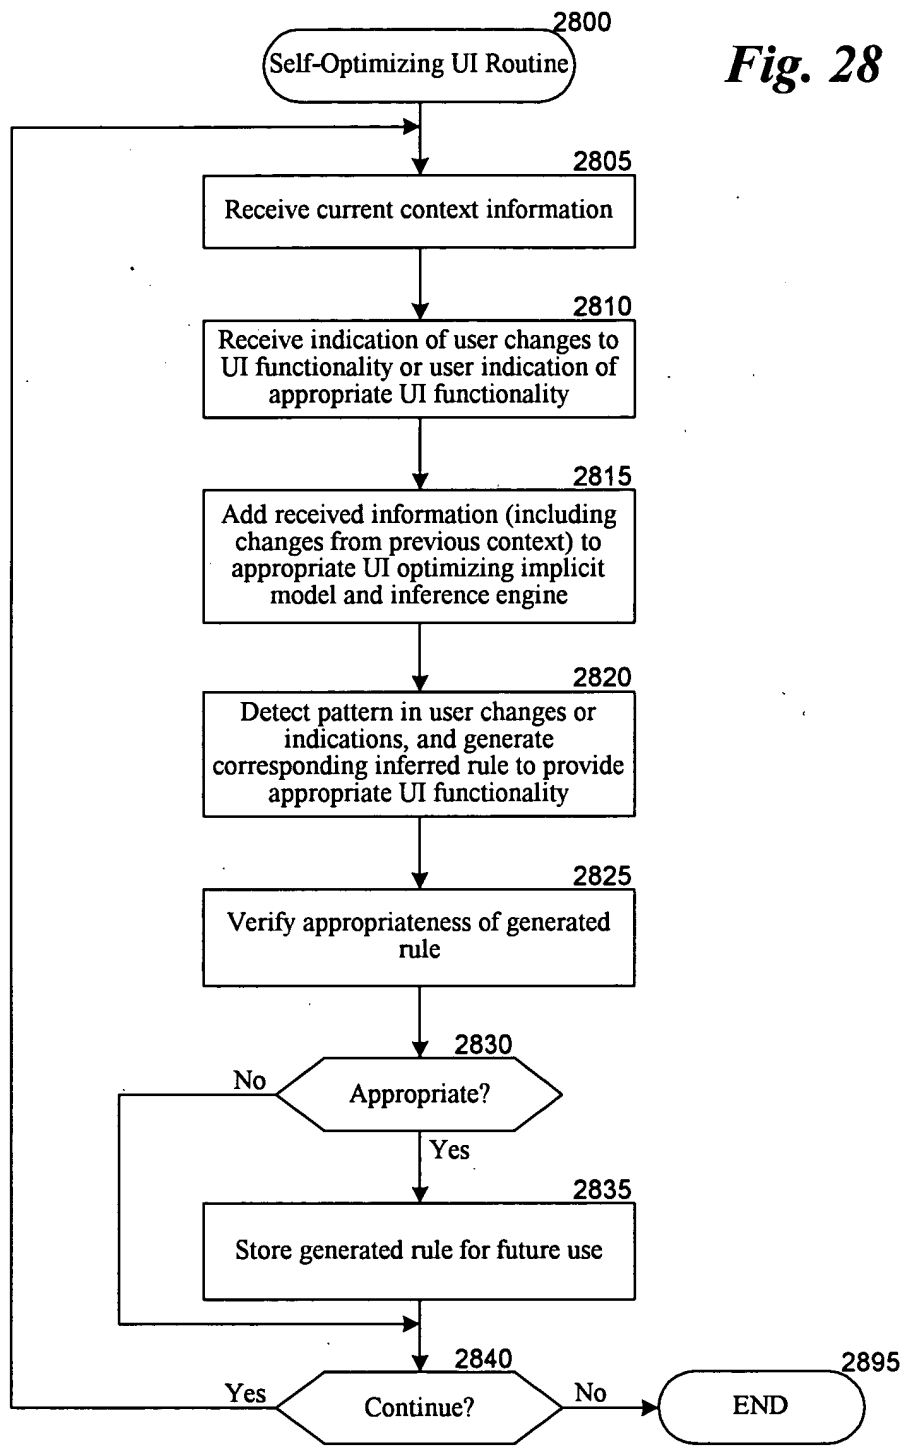 2800
Self-Optimizing UI Routine
Fig. 28
2805
Receive current context information
2810
Receive indication of user changes to
UI functionality or user indication of
appropriate UI functionality
2815
Add received information (including
changes from previous context) to
appropriate UI optimizing implicit
model and inference engine
2820
Detect pattern in user changes or
indications, and generate
corresponding inferred rule to provide
appropriate UI functionality
2825
Verify appropriateness of generated
rule
2830
No
Appropriate?
Yes
2835
Store generated rule for future use
2840
2895
Yes
Continue?
No
END